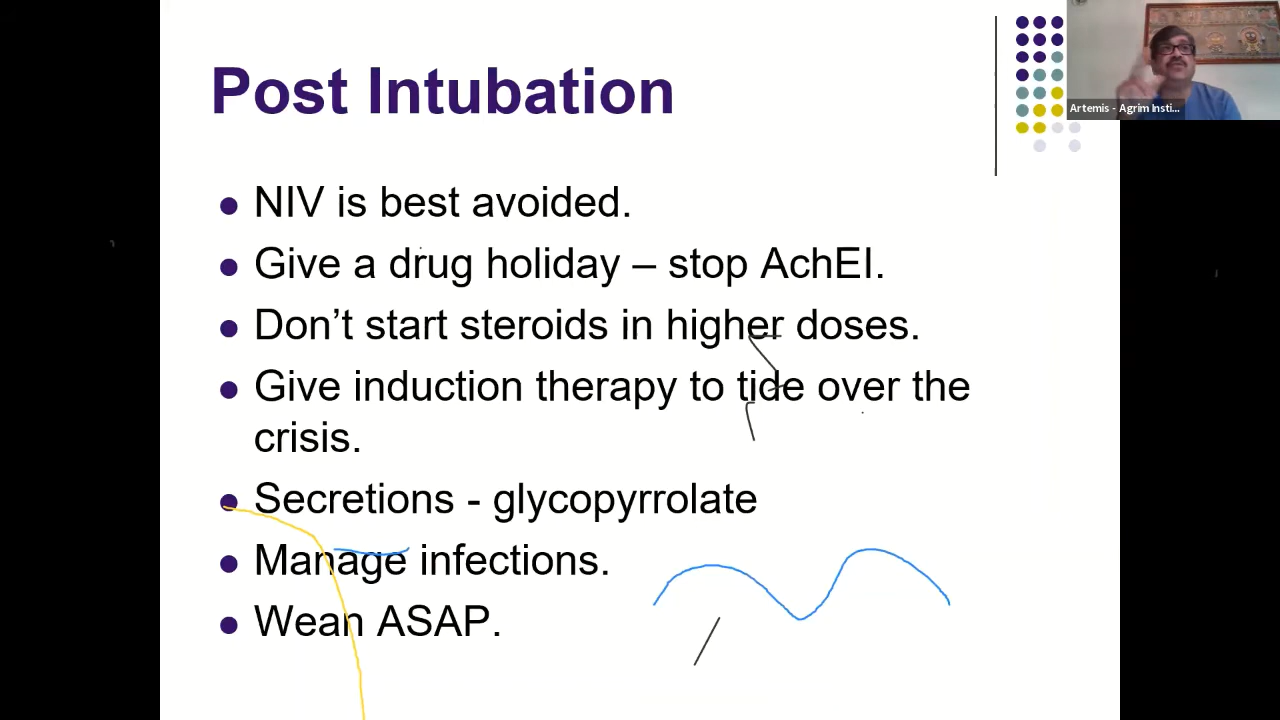 Post Intubation
Artemis - Agrim Insti...
NIV is best avoided.
Give a drug holiday – stop AchEI.
Don’t start steroids in higher doses.
Give induction therapy to tide over the
crisis.
Secretions - glycopyrrolate
Manage infections.
Wean ASAP.